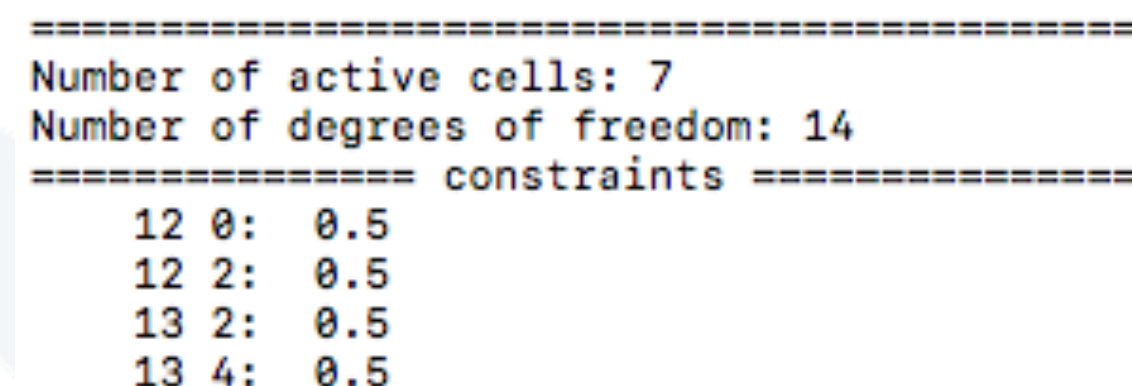 ===========================================
Number of active cells: 7
Number of degrees of freedom: 14
=============== constraints ===============
12 0:  0.5
12 2:  0.5
13 2:  0.5
13 4:  0.5